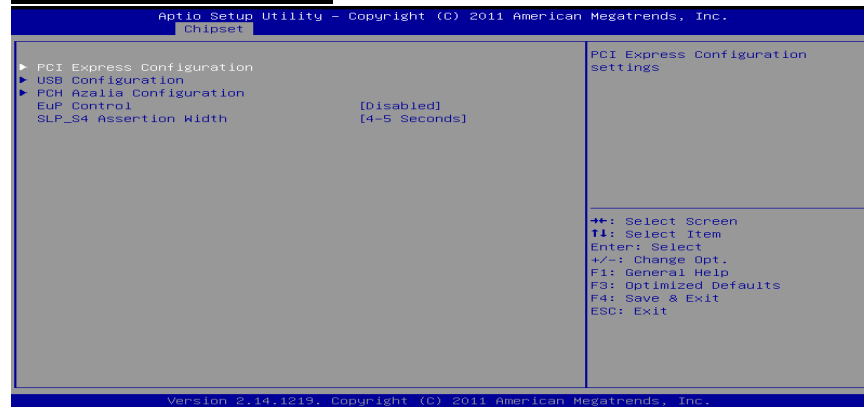 Aptio Setup Utility – Copyright (C) 2011 American Megatrends, Inc.
Chipset
▶ PCI Express Configuration
▶ USB Configuration
▶ PCH Azalia Configuration
EuP Control [Disabled]
SLP_S4 Assertion Width [4-5 Seconds]
PCI Express Configuration
settings
→←: Select Screen
↑↓: Select Item
Enter: Select
+/-: Change Opt.
F1: General Help
F3: Optimized Defaults
F4: Save & Exit
ESC: Exit
Version 2.14.1219. Copyright (C) 2011 American Megatrends, Inc.